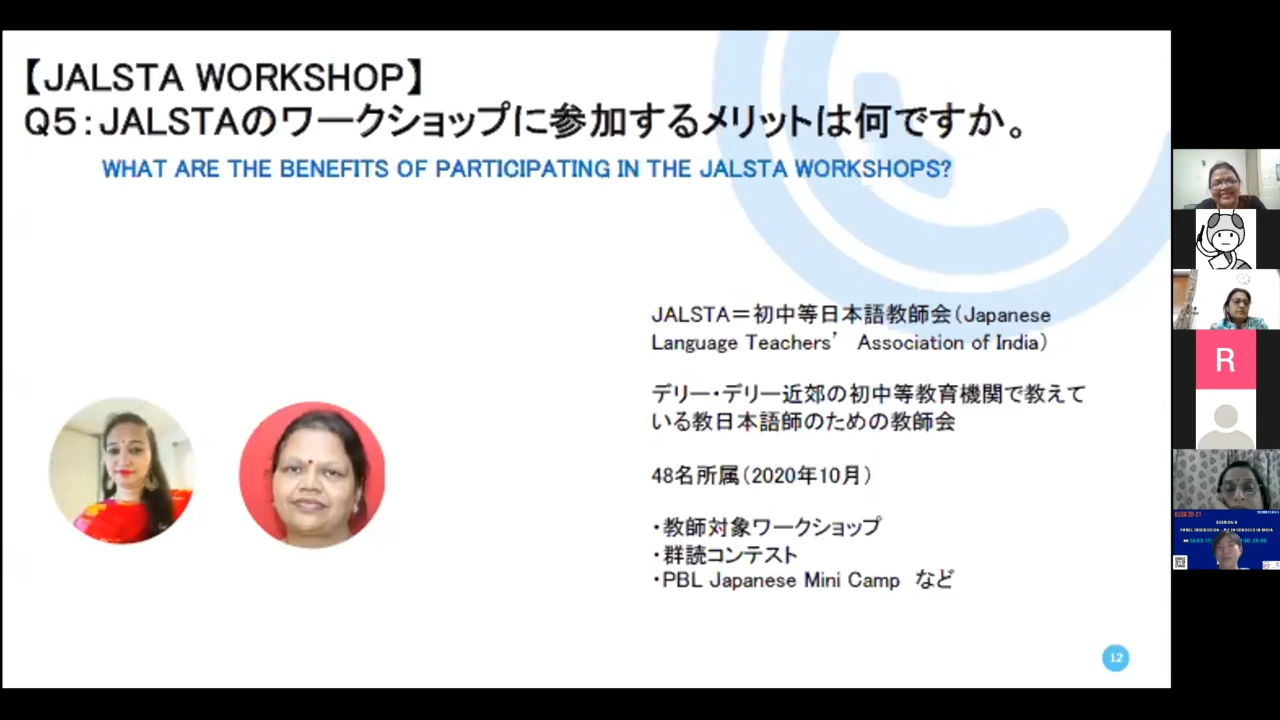 【JALSTA WORKSHOP】
Q5：JALSTAのワークショップに参加するメリットは何ですか。
WHAT ARE THE BENEFITS OF PARTICIPATING IN THE JALSTA WORKSHOPS?
JALSTA＝初中等日本語教師会（Japanese
Language Teachers’ Association of India）
デリー・デリー近郊の初中等教育機関で教えて
いる教日本語師のための教師会
48名所属（2020年10月）
・教師対象ワークショップ
・群読コンテスト
・PBL Japanese Mini Camp など
12
R